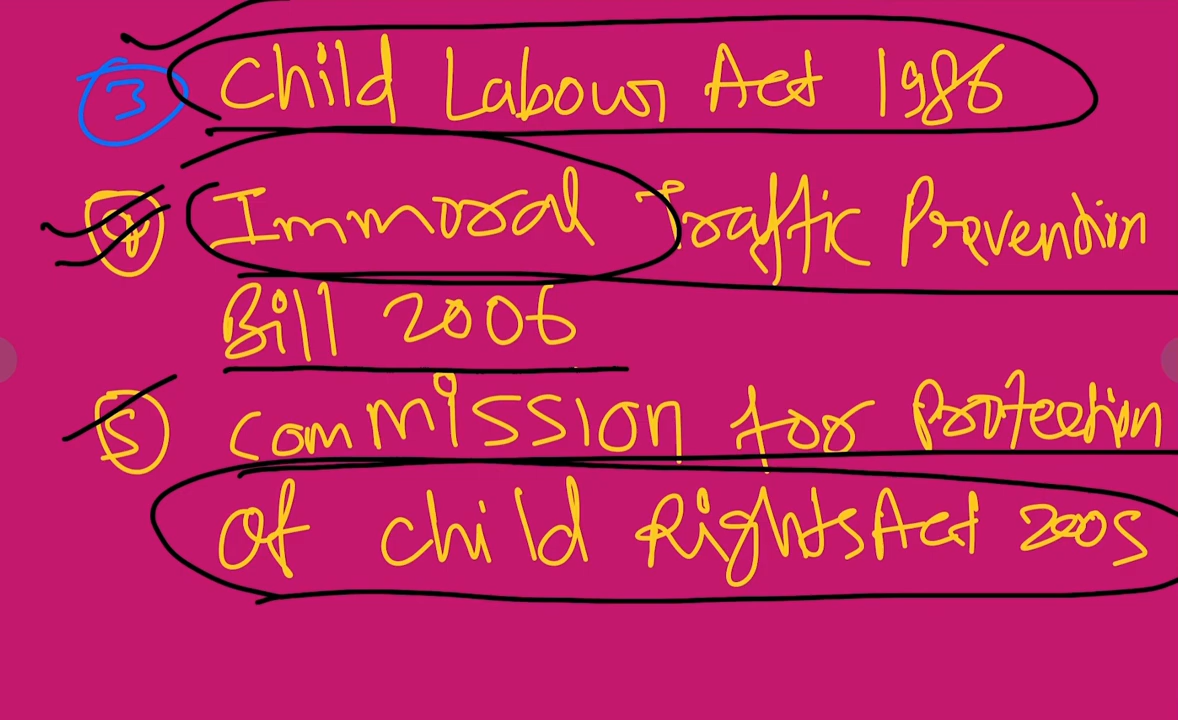 3 Child Labour Act 1986
4 Immoral Traffic Prevention
Bill 2006
5 Commission for Protection
of child Rights Act 2005